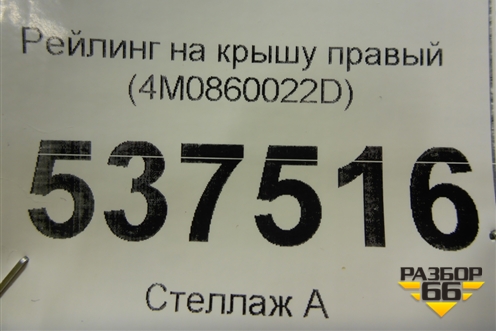 Рейлинг на крышу правый
(4M0860022D)
537516
Стеллаж А
РАЗБОР
66